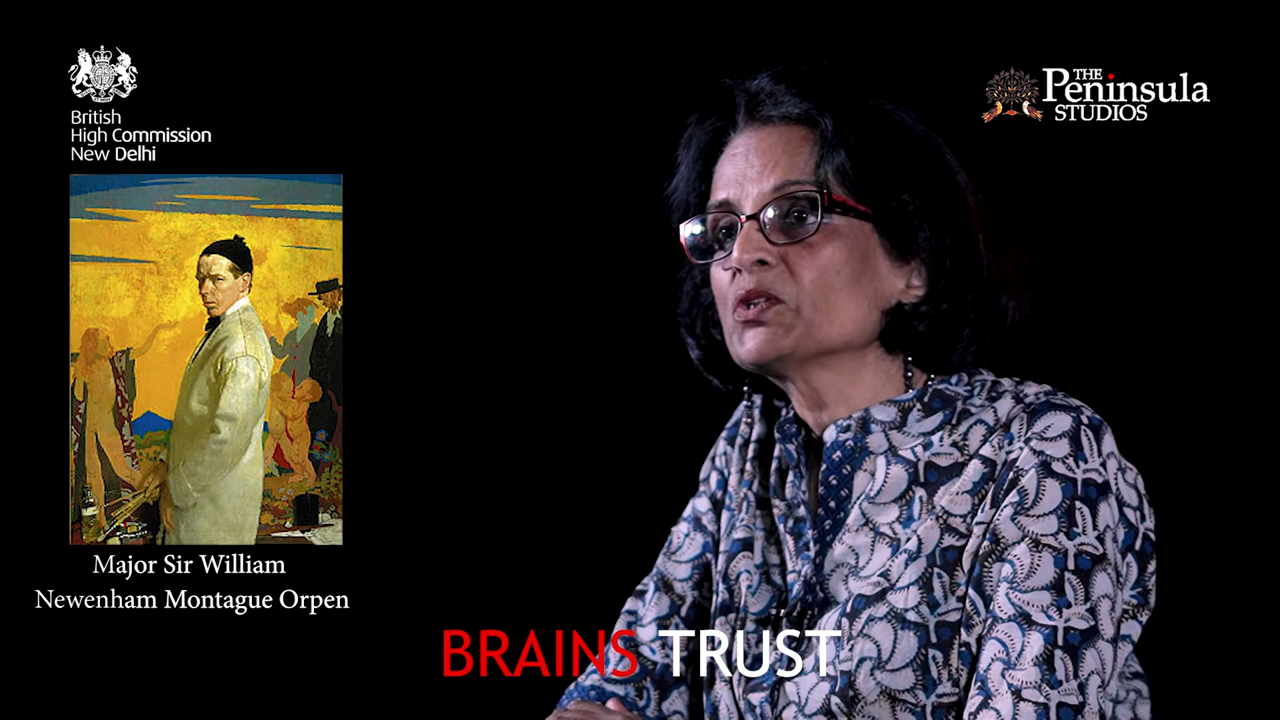 British
High Commission
New Delhi
THE
Peninsula
STUDIOS
Major Sir William
Newenham Montague Orpen
BRAINS TRUST